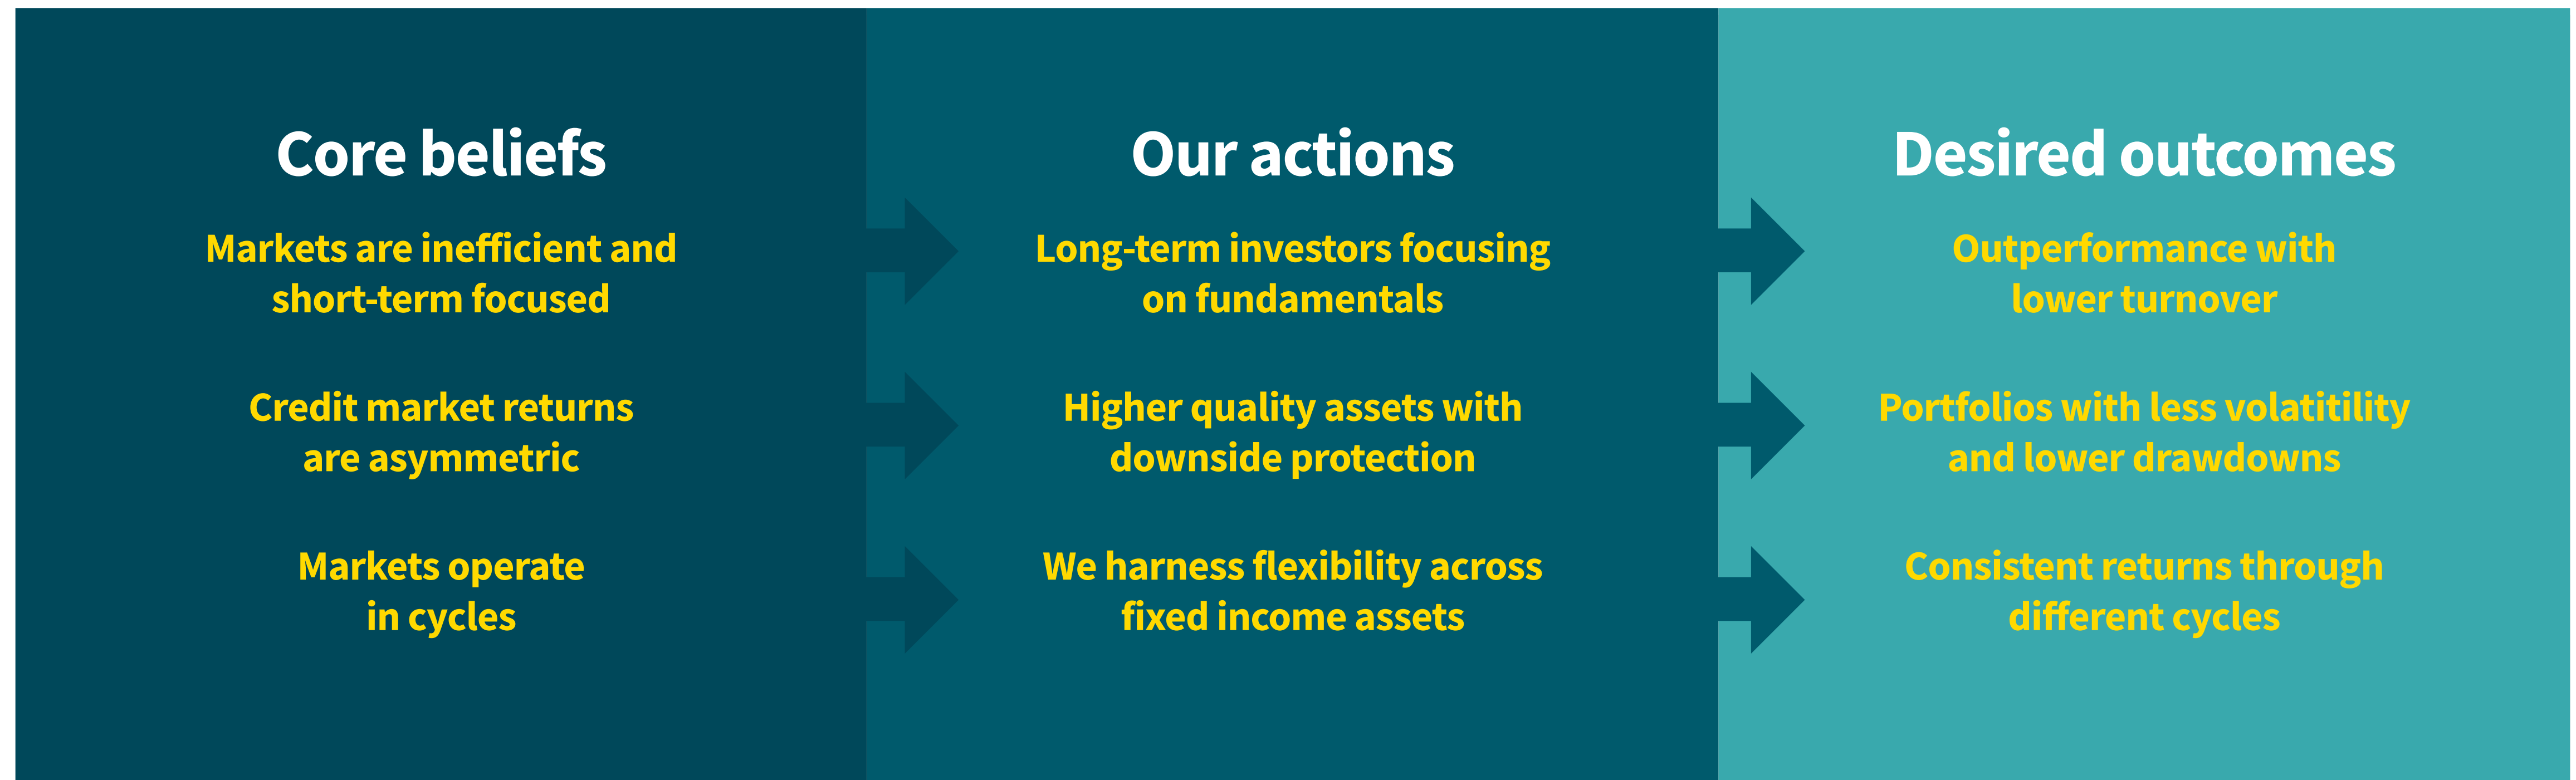 Core beliefs
Markets are inefficient and
short-term focused
Credit market returns
are asymmetric
Markets operate
in cycles
Our actions
Long-term investors focusing
on fundamentals
Higher quality assets with
downside protection
We harness flexibility across
fixed income assets
Desired outcomes
Outperformance with
lower turnover
Portfolios with less volatitility
and lower drawdowns
Consistent returns through
different cycles